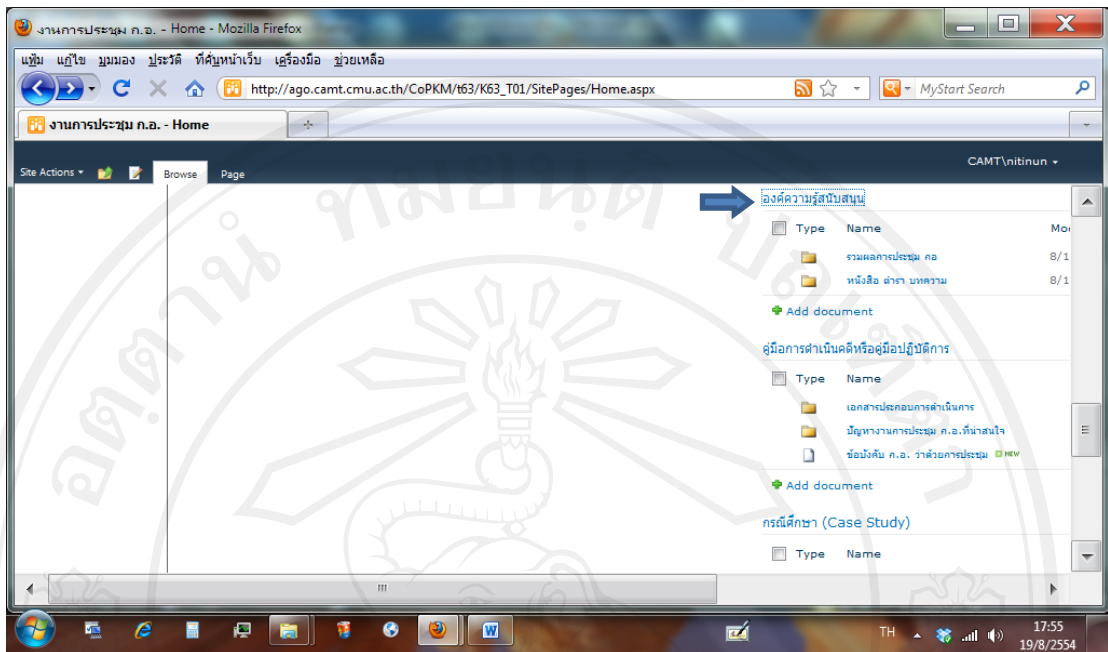 งานการประชุม ก.อ. - Home - Mozilla Firefox
แฟ้ม แก้ไข มุมมอง ประวัติ ที่คั่นหน้าเว็บ เครื่องมือ ช่วยเหลือ
http://ago.camt.cmu.ac.th/CoPKM/t63/K63_T01/SitePages/Home.aspx
MyStart Search
งานการประชุม ก.อ. - Home
CAMT\nitinun
Site Actions Browse Page
องค์ความรู้สนับสนุน
Type Name Mo
รวมผลการประชุม กอ 8/1
หนังสือ ตำรา บทความ 8/1
Add document
คู่มือการดำเนินคดีหรือคู่มือปฏิบัติการ
Type Name
เอกสารประกอบการดำเนินการ
ปัญหางานการประชุม ก.อ.ที่น่าสนใจ
ข้อบังคับ ก.อ. ว่าด้วยการประชุม NEW
Add document
กรณีศึกษา (Case Study)
Type Name
TH
17:55
19/8/2554